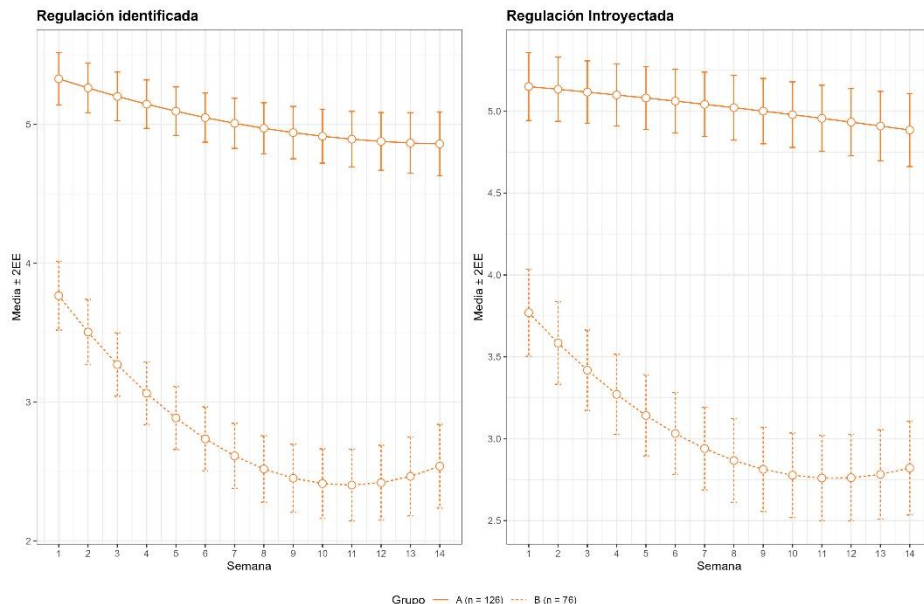 Regulación identificada
Media ± 2EE
5
4
3
2
1 2 3 4 5 6 7 8 9 10 11 12 13 14
Semana
Regulación Introyectada
Media ± 2EE
5.0
4.5
4.0
3.5
3.0
2.5
1 2 3 4 5 6 7 8 9 10 11 12 13 14
Semana
Grupo A (n = 126) B (n = 76)